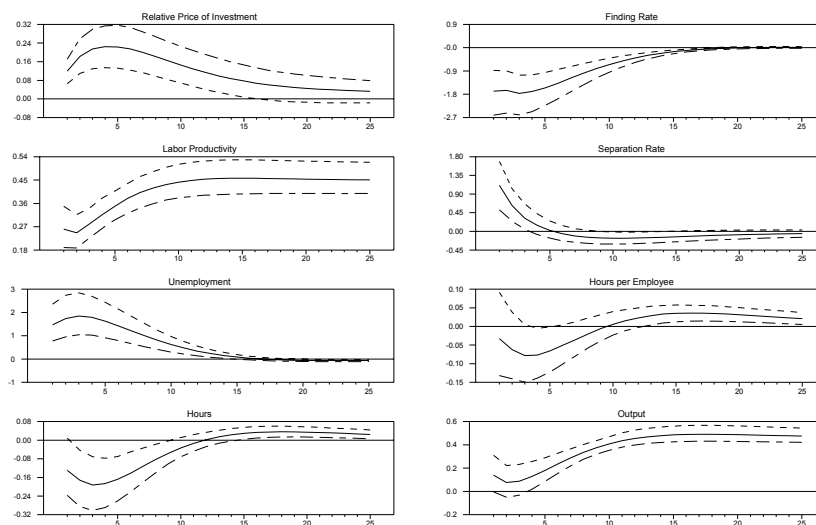 Relative Price of Investment
0.32
0.24
0.16
0.08
0.00
-0.08
5 10 15 20 25
Finding Rate
0.9
-0.0
-0.9
-1.8
-2.7
5 10 15 20 25
Labor Productivity
0.54
0.45
0.36
0.27
0.18
5 10 15 20 25
Separation Rate
1.80
1.35
0.90
0.45
0.00
-0.45
5 10 15 20 25
Unemployment
3
2
1
0
-1
5 10 15 20 25
Hours per Employee
0.10
0.05
0.00
-0.05
-0.10
-0.15
5 10 15 20 25
Hours
0.08
0.00
-0.08
-0.16
-0.24
-0.32
5 10 15 20 25
Output
0.6
0.4
0.2
0.0
-0.2
5 10 15 20 25